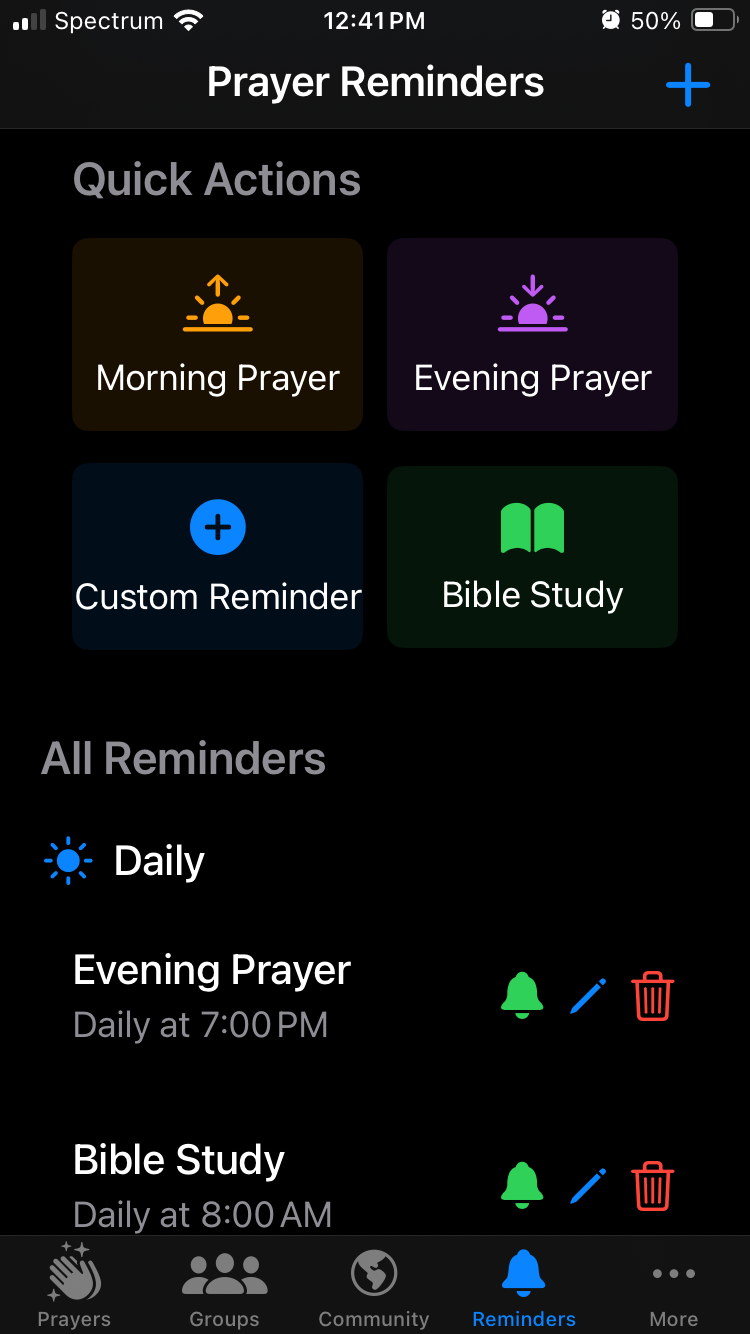 Spectrum 12:41 PM 50%
Prayer Reminders
Quick Actions
Morning Prayer
Evening Prayer
Custom Reminder
Bible Study
All Reminders
Daily
Evening Prayer
Daily at 7:00 PM
Bible Study
Daily at 8:00 AM
Prayers Groups Community Reminders More